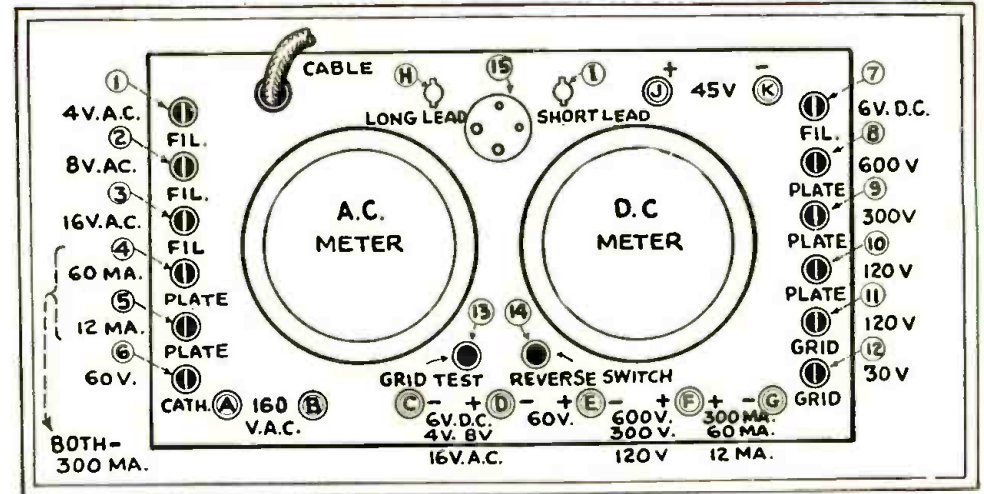 CABLE
H
15
I
+ -
J 45V K
LONG LEAD
SHORT LEAD
1
4V.A.C.
FIL.
2
8V.AC.
FIL.
3
16V.A.C.
FIL
4
60 MA.
PLATE
5
12 MA.
PLATE
6
60V.
CATH.
BOTH-
300 MA.
A.C.
METER
D.C
METER
7
6V. D.C.
FIL.
8
600 V
PLATE
9
300V
PLATE
10
120 V
PLATE
11
120 V
GRID
12
30V
GRID
13
14
GRID TEST
REVERSE SWITCH
A 160 B
V.A.C.
C - + D - + E - F + - G
6V.D.C.
4V. 8V
16V.A.C.
60V.
600V.
300V.
120V
300 MA.
60 MA.
12 MA.